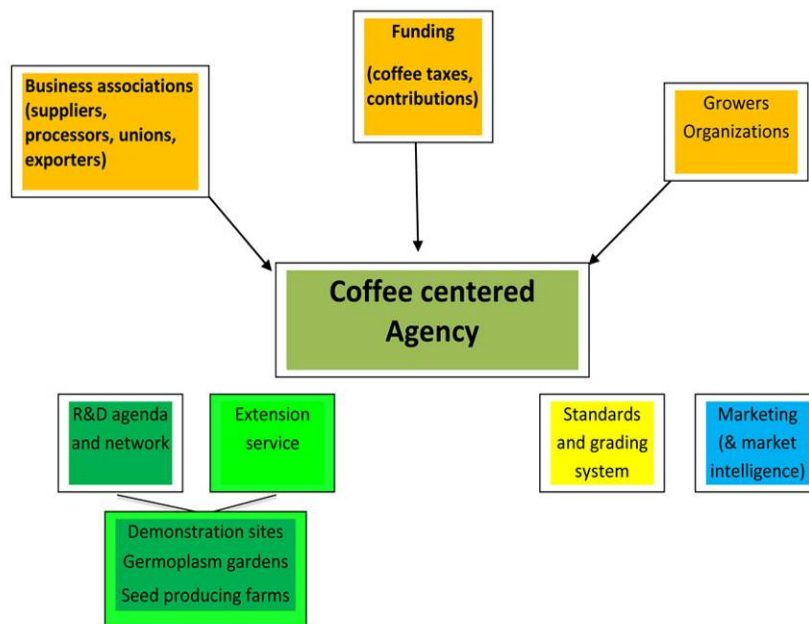 Funding
(coffee taxes,
contributions)
Business associations
(suppliers,
processors, unions,
exporters)
Growers
Organizations
Coffee centered
Agency
R&D agenda
and network
Extension
service
Standards
and grading
system
Marketing
(& market
intelligence)
Demonstration sites
Germoplasm gardens
Seed producing farms